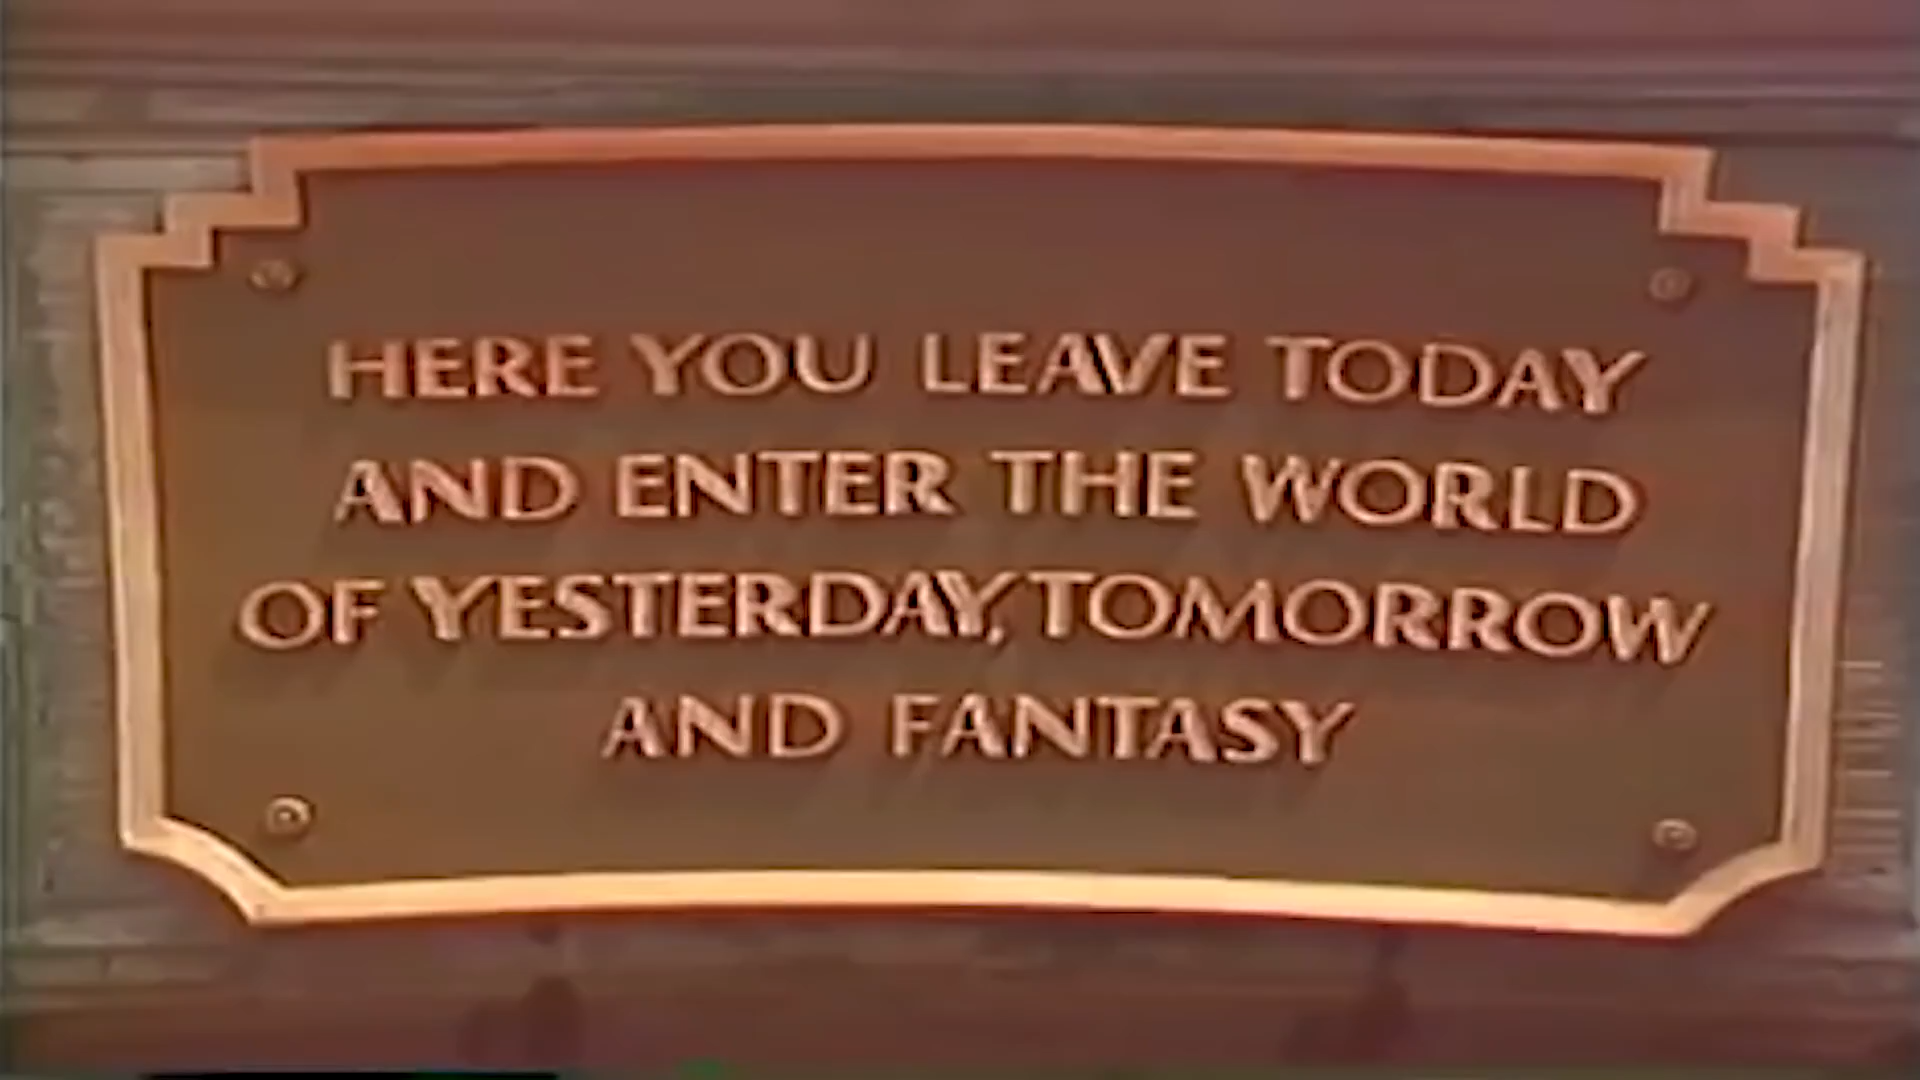 HERE YOU LEAVE TODAY
AND ENTER THE WORLD
OF YESTERDAY, TOMORROW
AND FANTASY